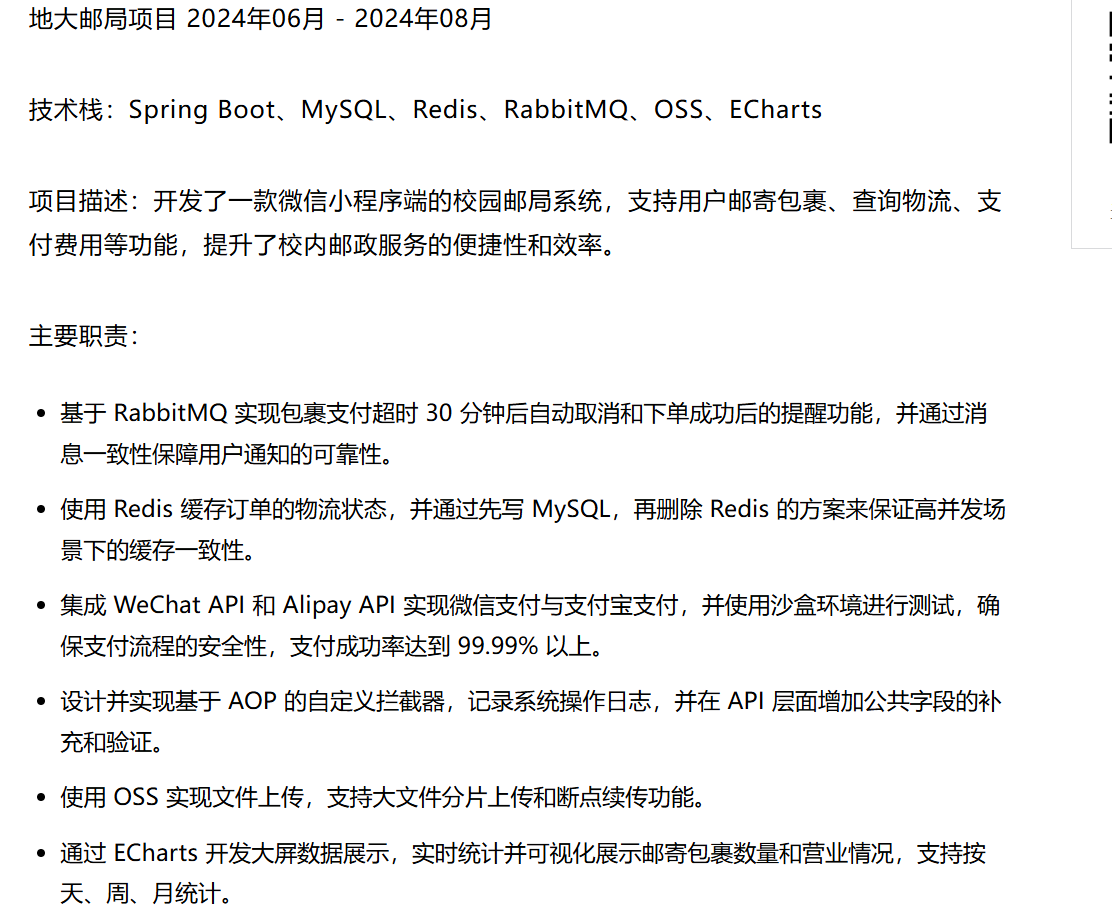 地大邮局项目 2024年06月 - 2024年08月
技术栈：Spring Boot、MySQL、Redis、RabbitMQ、OSS、ECharts
项目描述：开发了一款微信小程序端的校园邮局系统，支持用户邮寄包裹、查询物流、支
付费用等功能，提升了校内邮政服务的便捷性和效率。
主要职责：
• 基于 RabbitMQ 实现包裹支付超时 30 分钟后自动取消和下单成功后的提醒功能，并通过消
息一致性保障用户通知的可靠性。
• 使用 Redis 缓存订单的物流状态，并通过先写 MySQL，再删除 Redis 的方案来保证高并发场
景下的缓存一致性。
• 集成 WeChat API 和 Alipay API 实现微信支付与支付宝支付，并使用沙盒环境进行测试，确
保支付流程的安全性，支付成功率达到 99.99% 以上。
• 设计并实现基于 AOP 的自定义拦截器，记录系统操作日志，并在 API 层面增加公共字段的补
充和验证。
• 使用 OSS 实现文件上传，支持大文件分片上传和断点续传功能。
• 通过 ECharts 开发大屏数据展示，实时统计并可视化展示邮寄包裹数量和营业情况，支持按
天、周、月统计。